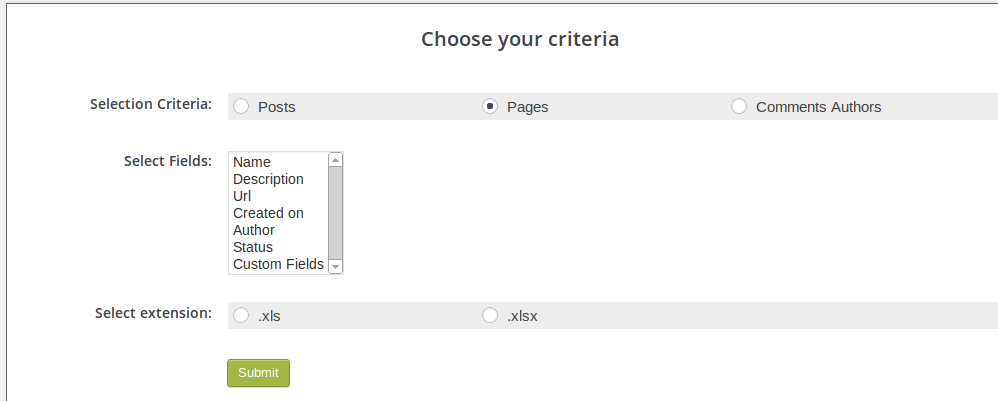 Choose your criteria
Selection Criteria: Posts Pages Comments Authors
Select Fields: Name
Description
Url
Created on
Author
Status
Custom Fields
Select extension: .xls .xlsx
Submit